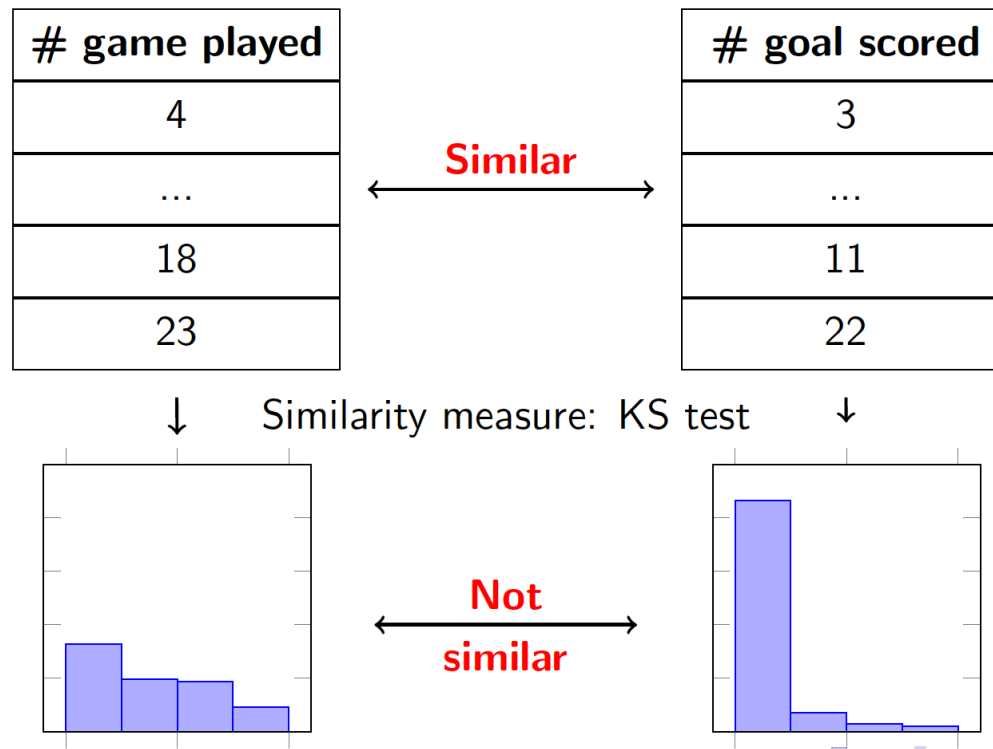 # game played
# goal scored
4
3
Similar
...
...
18
11
23
22
Similarity measure: KS test
Not
similar